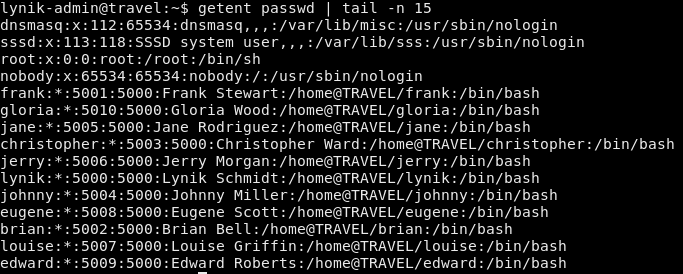 lynik-admin@travel:~$ getent passwd | tail -n 15
dnsmasq:x:112:65534:dnsmasq,,,:/var/lib/misc:/usr/sbin/nologin
sssd:x:113:118:SSSD system user,,,:/var/lib/sss:/usr/sbin/nologin
root:x:0:0:root:/root:/bin/sh
nobody:x:65534:65534:nobody:/:/usr/sbin/nologin
frank:*:5001:5000:Frank Stewart:/home@TRAVEL/frank:/bin/bash
gloria:*:5010:5000:Gloria Wood:/home@TRAVEL/gloria:/bin/bash
jane:*:5005:5000:Jane Rodriguez:/home@TRAVEL/jane:/bin/bash
christopher:*:5003:5000:Christopher Ward:/home@TRAVEL/christopher:/bin/bash
jerry:*:5006:5000:Jerry Morgan:/home@TRAVEL/jerry:/bin/bash
lynik:*:5000:5000:Lynik Schmidt:/home@TRAVEL/lynik:/bin/bash
johnny:*:5004:5000:Johnny Miller:/home@TRAVEL/johnny:/bin/bash
eugene:*:5008:5000:Eugene Scott:/home@TRAVEL/eugene:/bin/bash
brian:*:5002:5000:Brian Bell:/home@TRAVEL/brian:/bin/bash
louise:*:5007:5000:Louise Griffin:/home@TRAVEL/louise:/bin/bash
edward:*:5009:5000:Edward Roberts:/home@TRAVEL/edward:/bin/bash